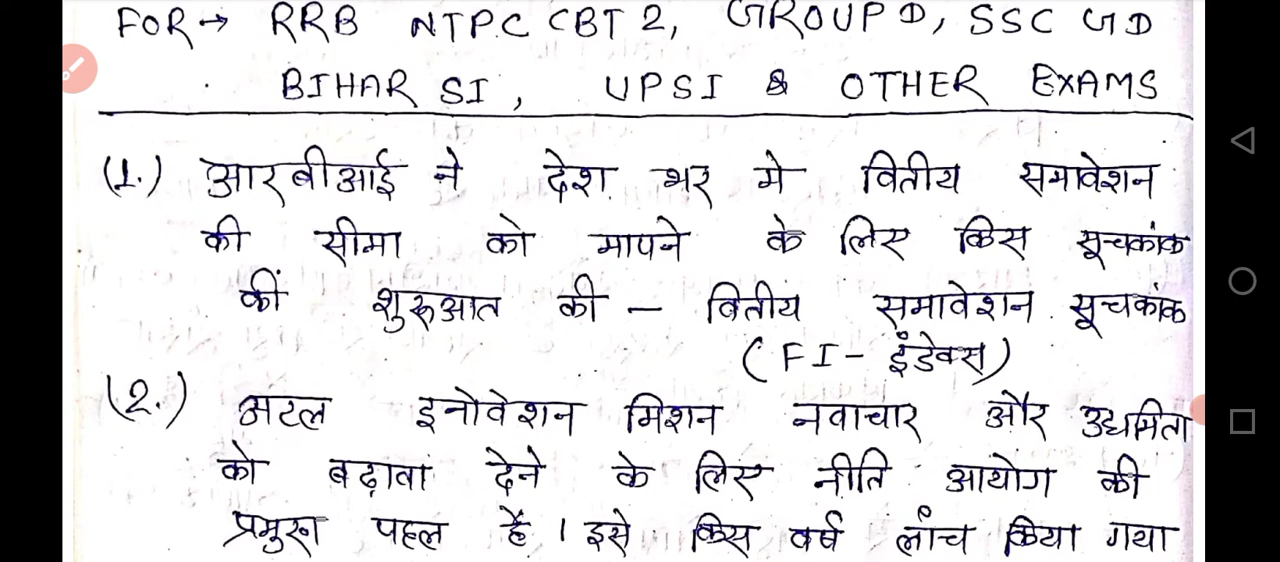 FOR→ RRB NTPC CBT 2, GROUP D, SSC GD
BIHAR SI, UPSI & OTHER EXAMS
(1.) आरबीआई ने देश भर मे वितीय समावेशन
की सीमा को मापने के लिए किस सूचकांक
कीं शुरूआत की – वितीय समावेशन सूचकांक
(FI- इंडेक्स)
(2.) अटल इनोवेशन मिशन नवाचार और उद्यमिता
को बढ़ावा देने के लिए नीति आयोग की
प्रमुख पहल है । इसे किस वर्ष लॉंच किया गया